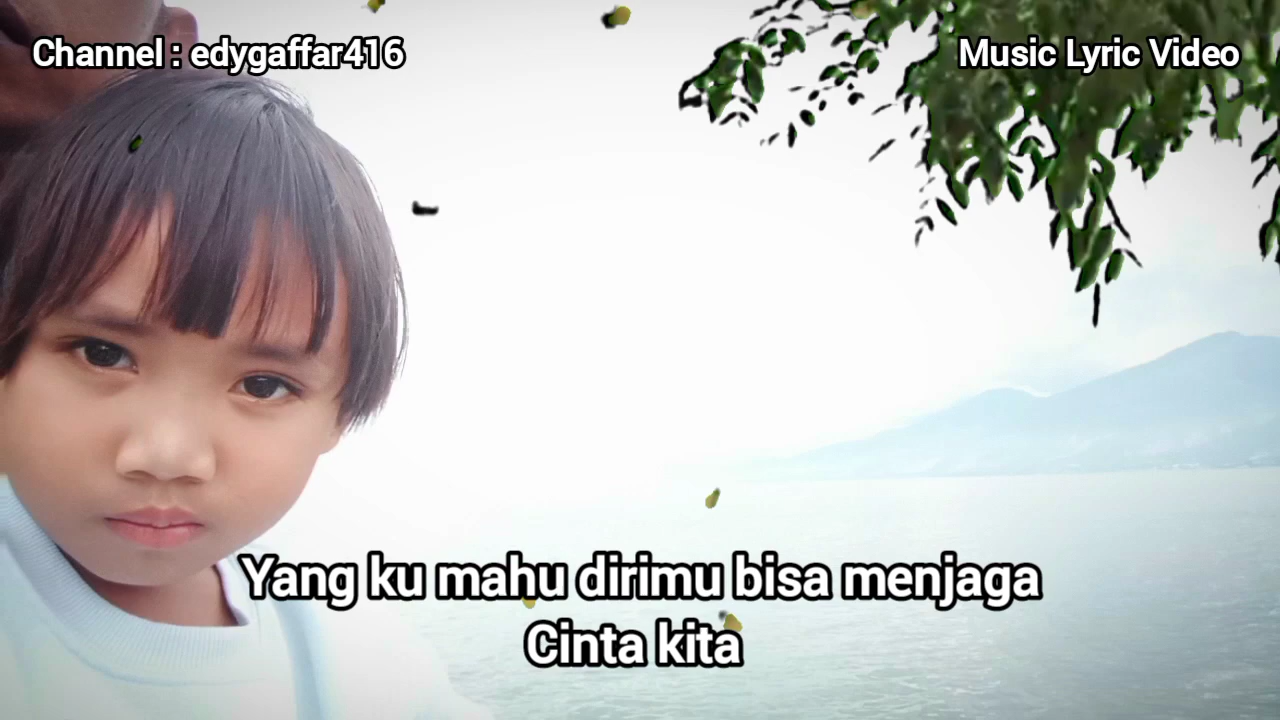 Channel : edygaffar416
Music Lyric Video
Yang ku mahu dirimu bisa menjaga
Cinta kita